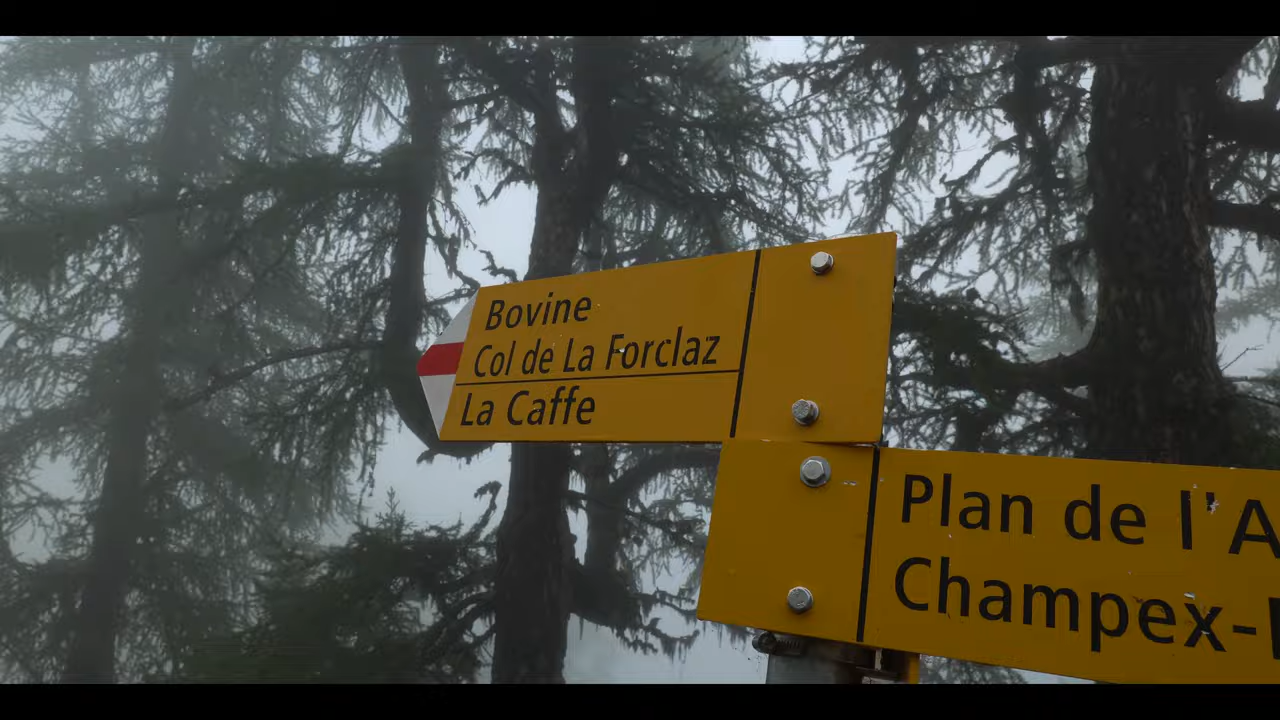 Bovine
Col de La Forclaz
La Caffe
Plan de l'A
Champex-